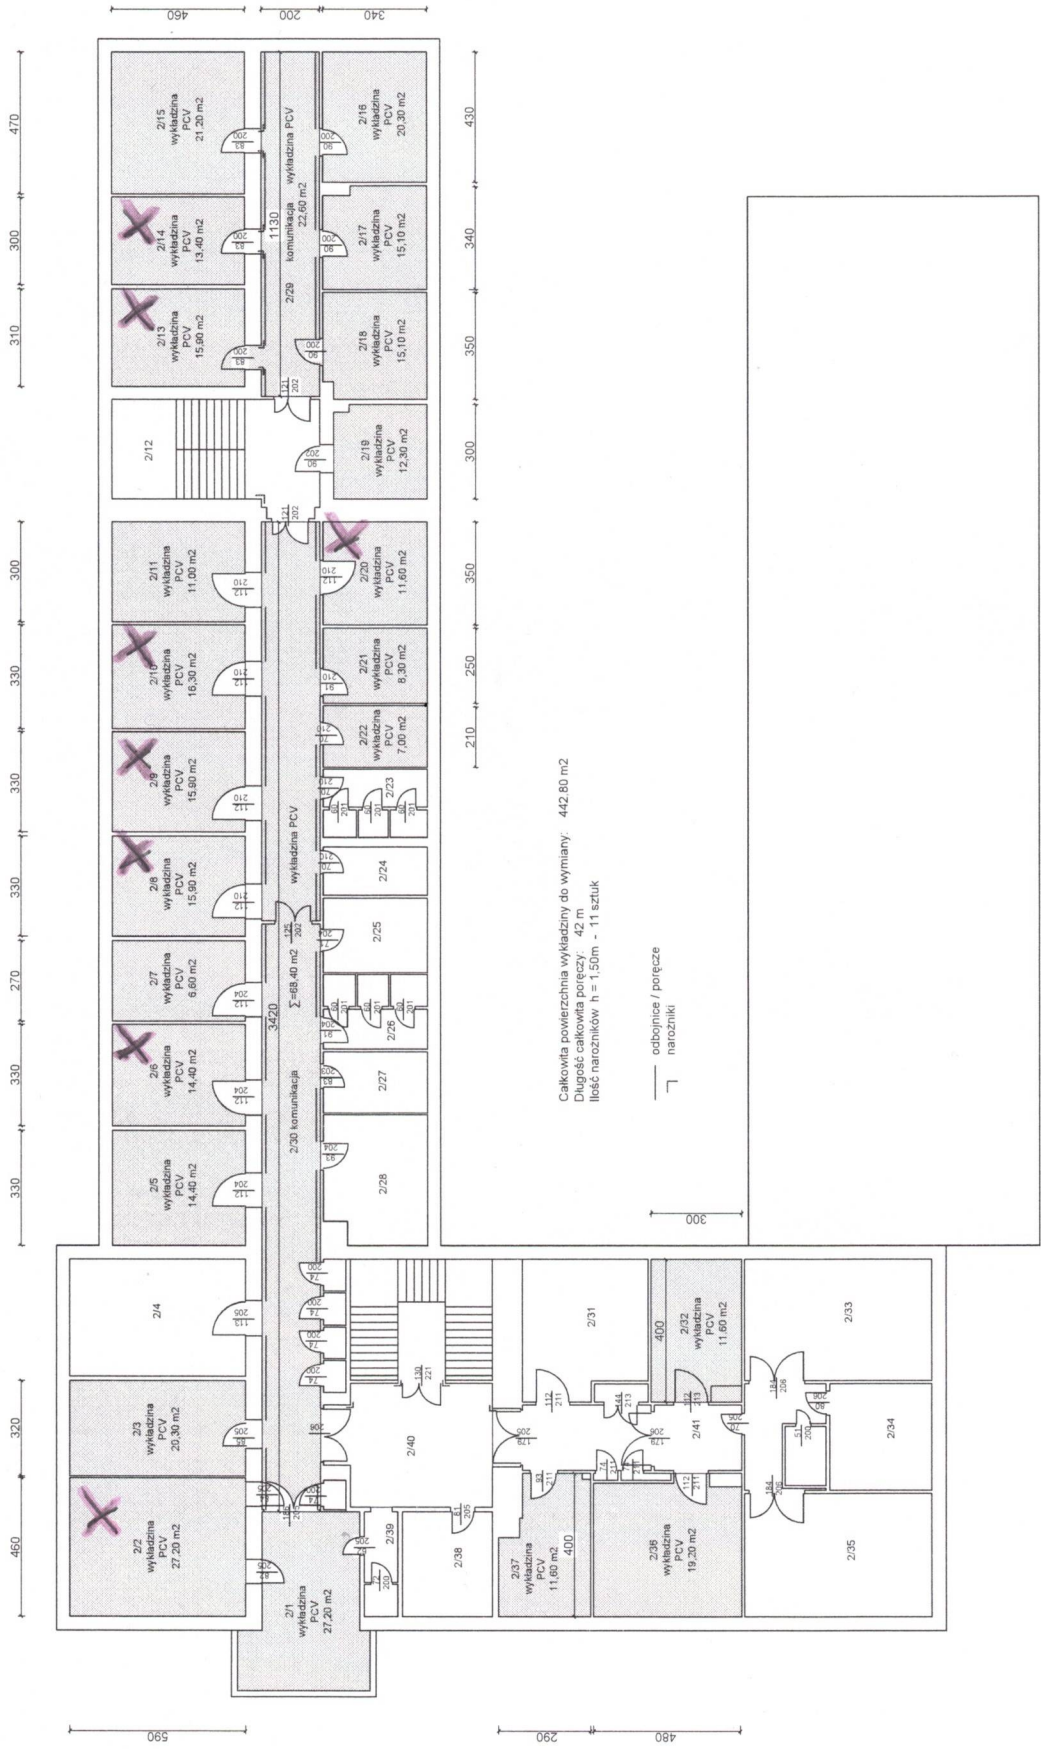 460
200
340
470
300
310
300
330
330
330
270
330
330
320
460
2/15
wykładzina
PCV
21.20 m2
2/14
wykładzina
PCV
13,40 m2
2/13
wykładzina
PCV
15,90 m2
2/12
2/11
wykładzina
PCV
11,00 m2
2/10
wykładzina
PCV
16,30 m2
2/9
wykładzina
PCV
15,90 m2
2/8
wykładzina
PCV
15,90 m2
2/7
wykładzina
PCV
6,60 m2
2/6
wykładzina
PCV
14,40 m2
2/5
wykładzina
PCV
14,40 m2
2/4
2/3
wykładzina
PCV
20,30 m2
2/2
wykładzina
PCV
27.20 m2
2/1
wykładzina
PCV
27,20 m2
1130
2/29 komunikacja wykładzina PCV
22,60 m2
3420
2/30 komunikacja Σ=68,40 m2 wykładzina PCV
2/16
wykładzina
PCV
20,30 m2
2/17
wykładzina
PCV
15,10 m2
2/18
wykładzina
PCV
15,10 m2
2/19
wykładzina
PCV
12,30 m2
2/20
wykładzina
PCV
11,60 m2
2/21
wykładzina
PCV
8,30 m2
2/22
wykładzina
PCV
7,00 m2
2/23
2/24
2/25
2/26
2/27
2/28
430
340
350
300
350
250
210
Całkowita powierzchnia wykładziny do wymiany: 442.80 m2
Długość całkowita poręczy: 42 m
Ilość narożników h = 1,50m - 11 sztuk
odbojnice / poręcze
narożniki
300
2/31
400
2/32
wykładzina
PCV
11.60 m2
2/33
2/34
2/35
2/36
wykładzina
PCV
19,20 m2
2/37
wykładzina
PCV
11,60 m2
400
2/38
2/39
2/40
2/41
590
290
480